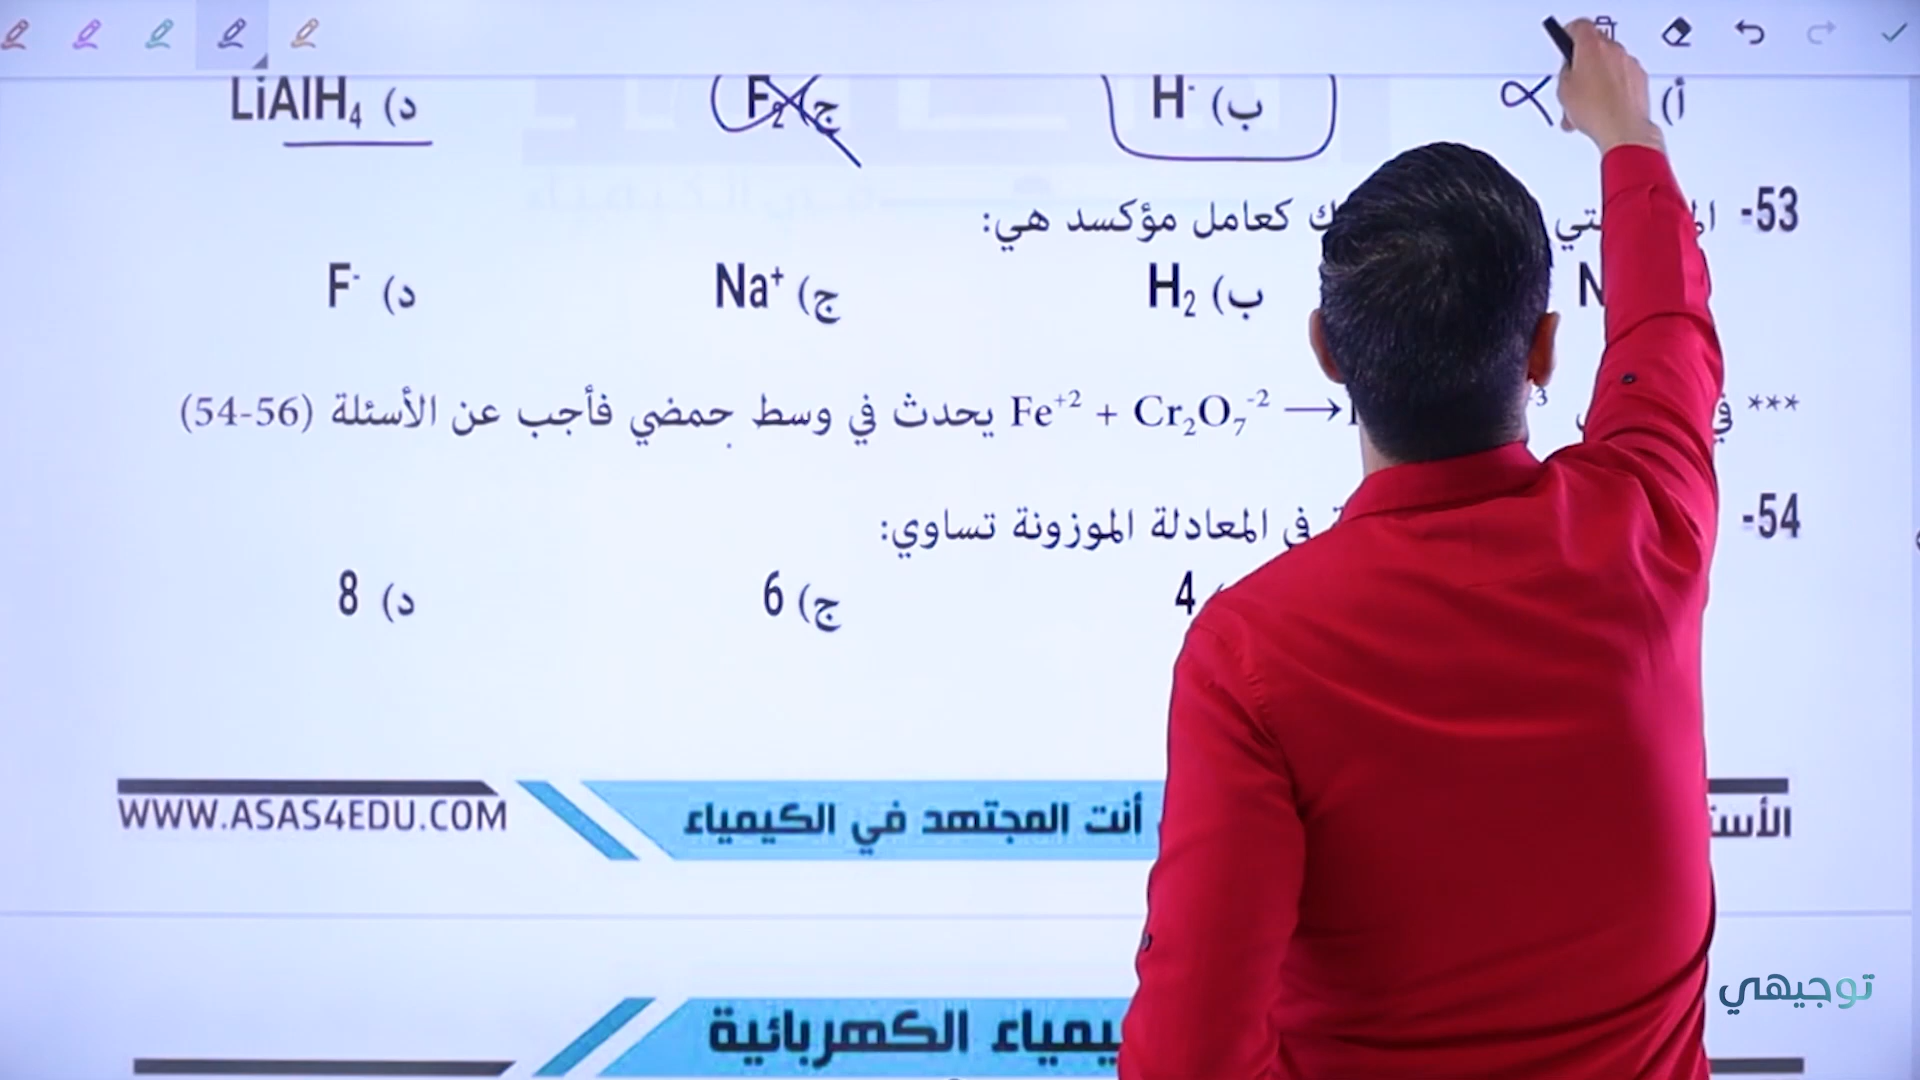 أ) ب) H- ج) F2 د) LiAlH4
53- كعامل مؤكسد هي:
ب) H2 ج) Na+ د) F-
*** Fe+2 + Cr2O7-2 ⟶ يحدث في وسط حمضي فأجب عن الأسئلة (54-56)
54- في المعادلة الموزونة تساوي:
4 ج) 6 د) 8
أنت المجتهد في الكيمياء WWW.ASAS4EDU.COM
توجيهي
الكهربائية